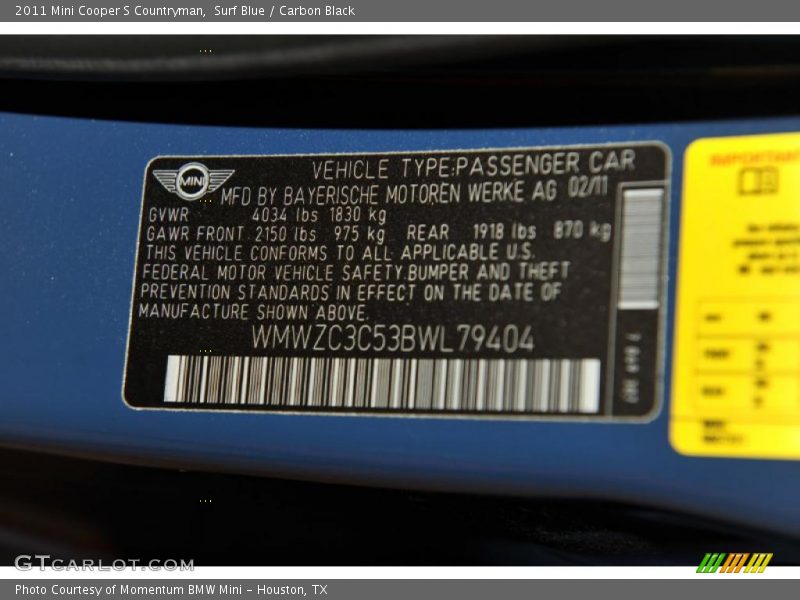 2011 Mini Cooper S Countryman, Surf Blue / Carbon Black
MINI
VEHICLE TYPE:PASSENGER CAR
MFD BY BAYERISCHE MOTOREN WERKE AG 02/11
GVWR 4034 lbs 1830 kg
GAWR FRONT 2150 lbs 975 kg REAR 1918 lbs 870 kg
THIS VEHICLE CONFORMS TO ALL APPLICABLE U.S.
FEDERAL MOTOR VEHICLE SAFETY,BUMPER AND THEFT
PREVENTION STANDARDS IN EFFECT ON THE DATE OF
MANUFACTURE SHOWN ABOVE.
WMWZC3C53BWL79404
IMPORTANT
GTcarlot.com
Photo Courtesy of Momentum BMW Mini - Houston, TX